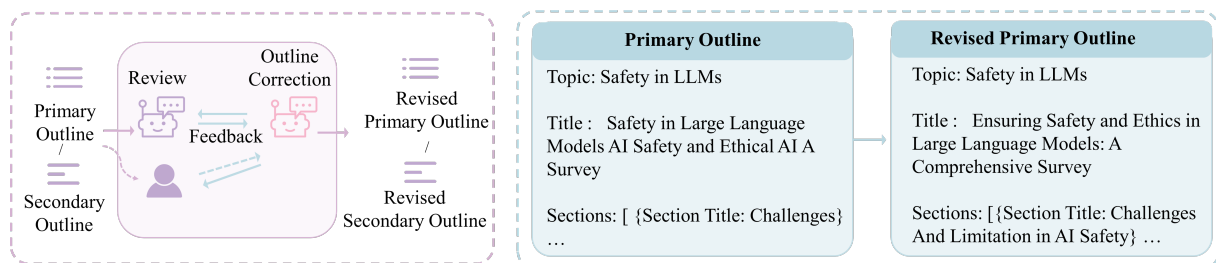 Primary
Outline
/
Secondary
Outline
Review
Outline
Correction
Feedback
Revised
Primary Outline
/
Revised
Secondary Outline
Primary Outline
Topic: Safety in LLMs
Title : Safety in Large Language
Models AI Safety and Ethical AI A
Survey
Sections: [ {Section Title: Challenges}
…
Revised Primary Outline
Topic: Safety in LLMs
Title : Ensuring Safety and Ethics in
Large Language Models: A
Comprehensive Survey
Sections: [{Section Title: Challenges
And Limitation in AI Safety} …